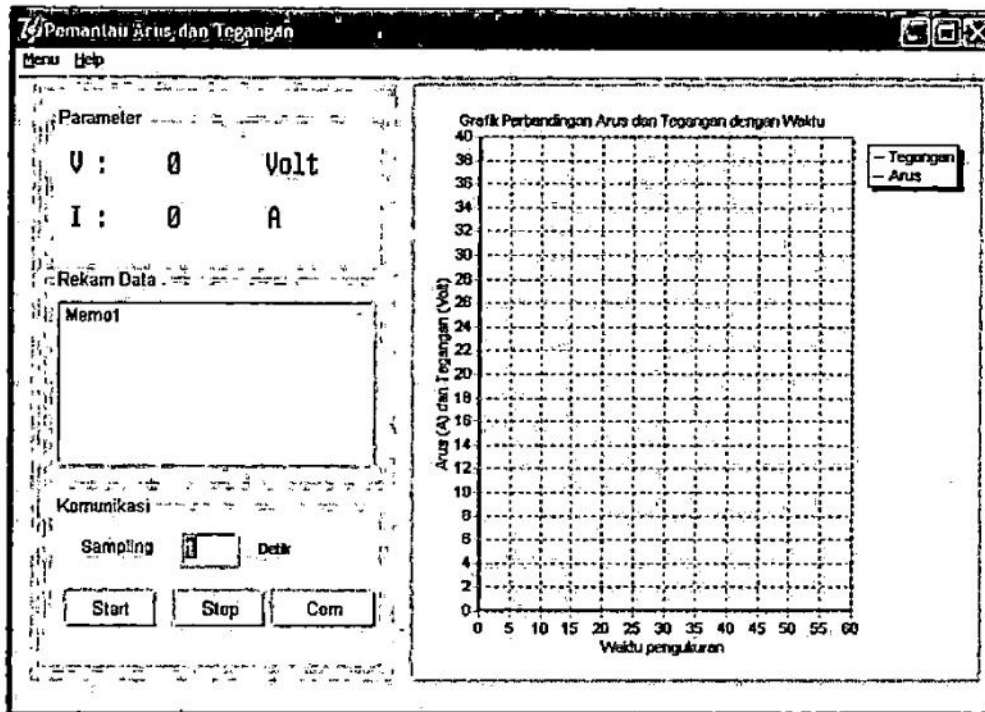 Pemantau Arus dan Tegangan
Menu Help
Parameter
V : 0 Volt
I : 0 A
Rekam Data
Memo1
Komunikasi
Sampling 1 Detik
Start Stop Com
Grafik Perbandingan Arus dan Tegangan dengan Waktu
Tegangan
Arus
Arus (A) dan Tegangan (Volt)
40
38
36
34
32
30
28
26
24
22
20
18
16
14
12
10
8
6
4
2
0
0 5 10 15 20 25 30 35 40 45 50 55 60
Waktu pengukuran